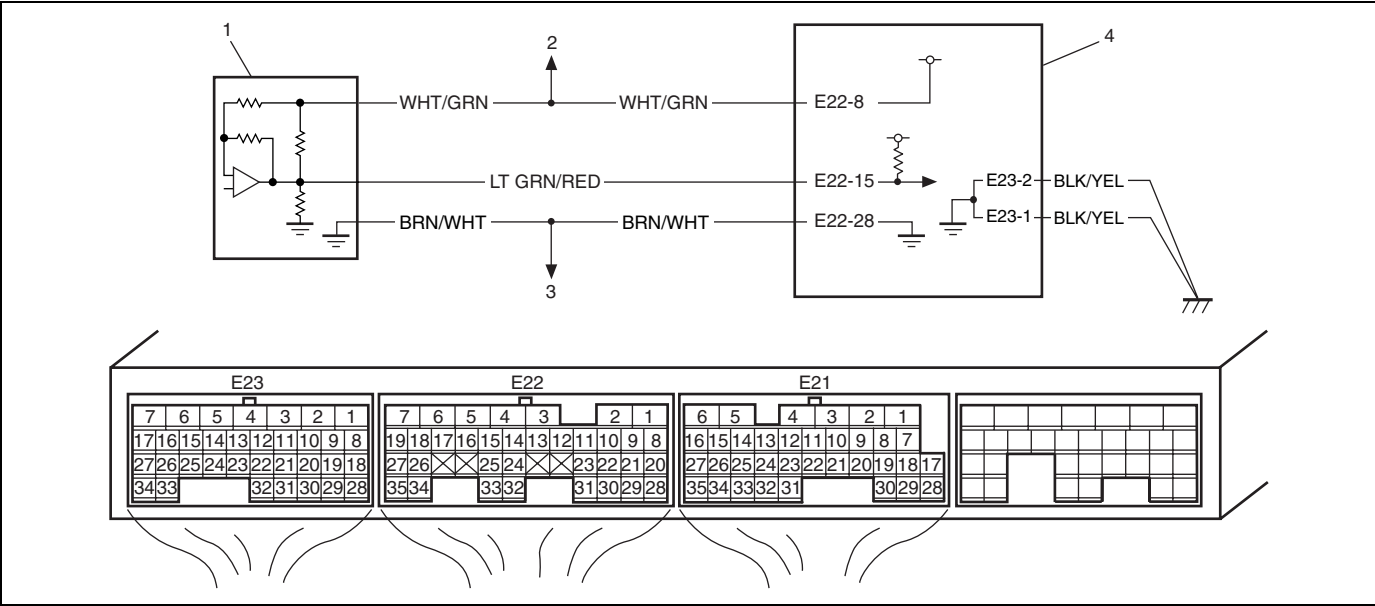 1
2
4
WHT/GRN WHT/GRN E22-8
LT GRN/RED E22-15 E23-2 BLK/YEL
BRN/WHT BRN/WHT E22-28 E23-1 BLK/YEL
3
E23 E22 E21
7 6 5 4 3 2 1 7 6 5 4 3 2 1 6 5 4 3 2 1
17 16 15 14 13 12 11 10 9 8 19 18 17 16 15 14 13 12 11 10 9 8 16 15 14 13 12 11 10 9 8 7
27 26 25 24 23 22 21 20 19 18 27 26 25 24 23 22 21 20 27 26 25 24 23 22 21 20 19 18 17
34 33 32 31 30 29 28 35 34 33 32 31 30 29 28 35 34 33 32 31 30 29 28